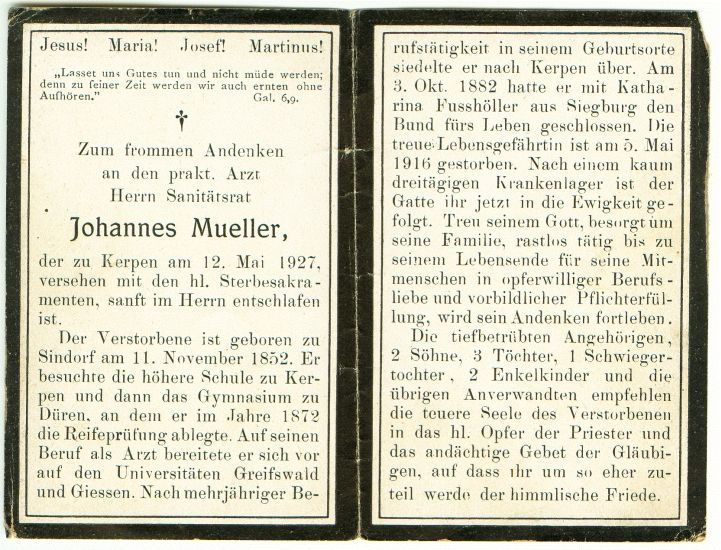 Jesus! Maria! Josef! Martinus!
„Lasset uns Gutes tun und nicht müde werden;
denn zu seiner Zeit werden wir auch ernten ohne
Aufhören.” Gal. 6,9.
Zum frommen Andenken
an den prakt. Arzt
Herrn Sanitätsrat
Johannes Mueller,
der zu Kerpen am 12. Mai 1927,
versehen mit den hl. Sterbesakra-
menten, sanft im Herrn entschlafen
ist.
Der Verstorbene ist geboren zu
Sindorf am 11. November 1852. Er
besuchte die höhere Schule zu Ker-
pen und dann das Gymnasium zu
Düren, an dem er im Jahre 1872
die Reifeprüfung ablegte. Auf seinen
Beruf als Arzt bereitete er sich vor
auf den Universitäten Greifswald
und Giessen. Nach mehrjähriger Be-
rufstätigkeit in seinem Geburtsorte
siedelte er nach Kerpen über. Am
3. Okt. 1882 hatte er mit Katha-
rina Fusshöller aus Siegburg den
Bund fürs Leben geschlossen. Die
treue Lebensgefährtin ist am 5. Mai
1916 gestorben. Nach einem kaum
dreitägigen Krankenlager ist der
Gatte ihr jetzt in die Ewigkeit ge-
folgt. Treu seinem Gott, besorgt um
seine Familie, rastlos tätig bis zu
seinem Lebensende für seine Mit-
menschen in opferwilliger Berufs-
liebe und vorbildlicher Pflichterfül-
lung, wird sein Andenken fortleben.
Die tiefbetrübten Angehörigen,
2 Söhne, 3 Töchter, 1 Schwieger-
tochter, 2 Enkelkinder und die
übrigen Anverwandten empfehlen
die teuere Seele des Verstorbenen
in das hl. Opfer der Priester und
das andächtige Gebet der Gläubi-
gen, auf dass ihr um so eher zu-
teil werde der himmlische Friede.